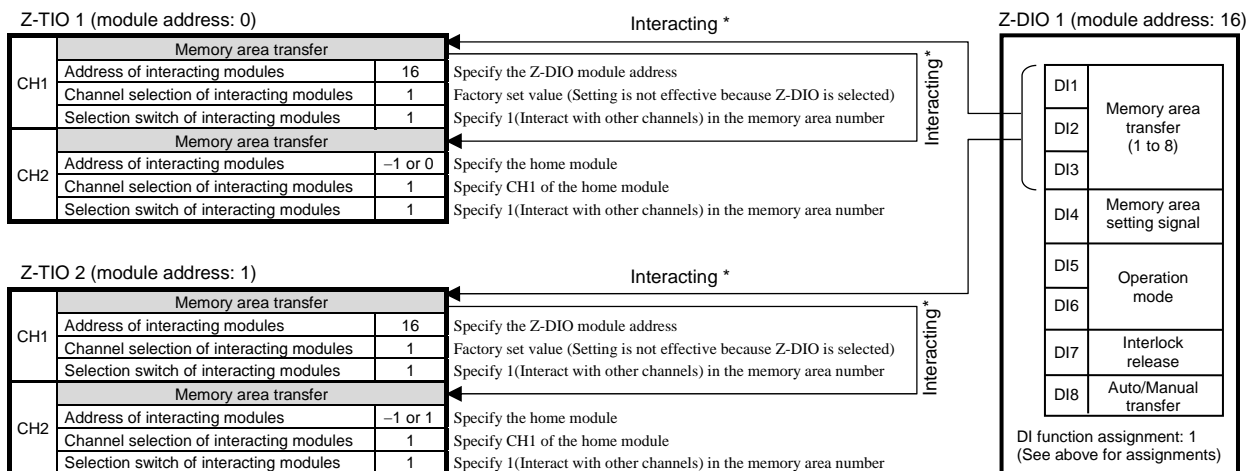 Z-TIO 1 (module address: 0)
Interacting *
Z-DIO 1 (module address: 16)
CH1
Memory area transfer
Address of interacting modules 16 Specify the Z-DIO module address
Channel selection of interacting modules 1 Factory set value (Setting is not effective because Z-DIO is selected)
Selection switch of interacting modules 1 Specify 1(Interact with other channels) in the memory area number
Interacting*
CH2
Memory area transfer
Address of interacting modules −1 or 0 Specify the home module
Channel selection of interacting modules 1 Specify CH1 of the home module
Selection switch of interacting modules 1 Specify 1(Interact with other channels) in the memory area number
Z-TIO 2 (module address: 1)
Interacting *
CH1
Memory area transfer
Address of interacting modules 16 Specify the Z-DIO module address
Channel selection of interacting modules 1 Factory set value (Setting is not effective because Z-DIO is selected)
Selection switch of interacting modules 1 Specify 1(Interact with other channels) in the memory area number
Interacting*
CH2
Memory area transfer
Address of interacting modules −1 or 1 Specify the home module
Channel selection of interacting modules 1 Specify CH1 of the home module
Selection switch of interacting modules 1 Specify 1(Interact with other channels) in the memory area number
DI1
DI2
DI3
Memory area
transfer
(1 to 8)
DI4
Memory area
setting signal
DI5
DI6
Operation
mode
DI7
Interlock
release
DI8
Auto/Manual
transfer
DI function assignment: 1
(See above for assignments)